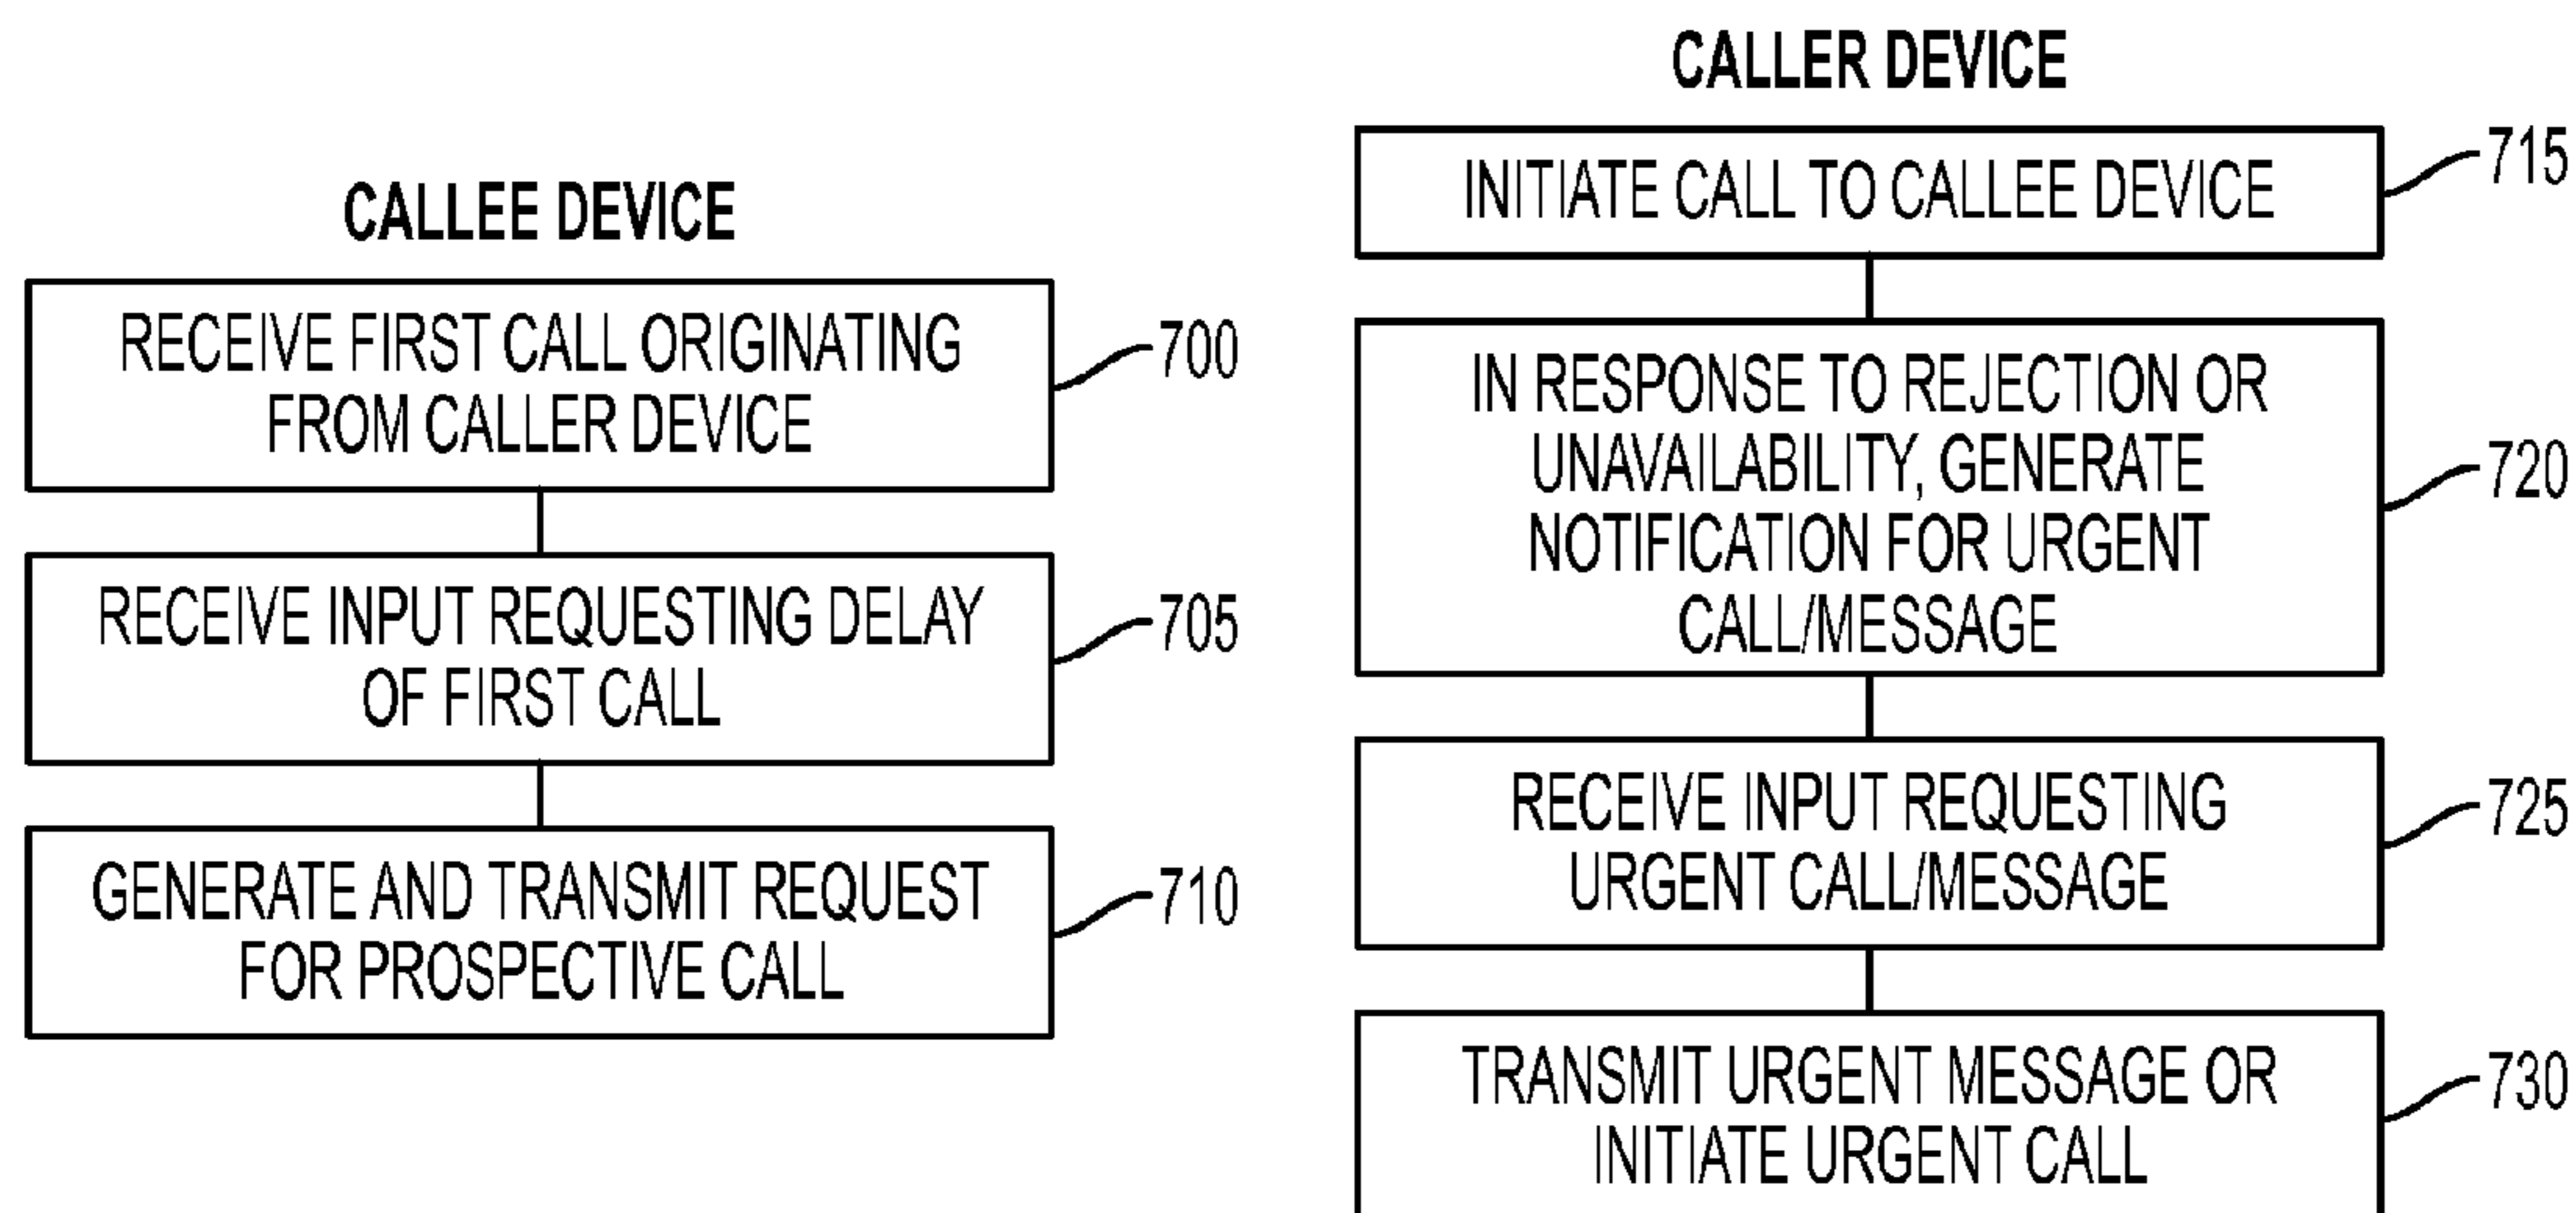 CALLEE DEVICE
RECEIVE FIRST CALL ORIGINATING
FROM CALLER DEVICE
700
RECEIVE INPUT REQUESTING DELAY
OF FIRST CALL
705
GENERATE AND TRANSMIT REQUEST
FOR PROSPECTIVE CALL
710
CALLER DEVICE
INITIATE CALL TO CALLEE DEVICE
715
IN RESPONSE TO REJECTION OR
UNAVAILABILITY, GENERATE
NOTIFICATION FOR URGENT
CALL/MESSAGE
720
RECEIVE INPUT REQUESTING
URGENT CALL/MESSAGE
725
TRANSMIT URGENT MESSAGE OR
INITIATE URGENT CALL
730